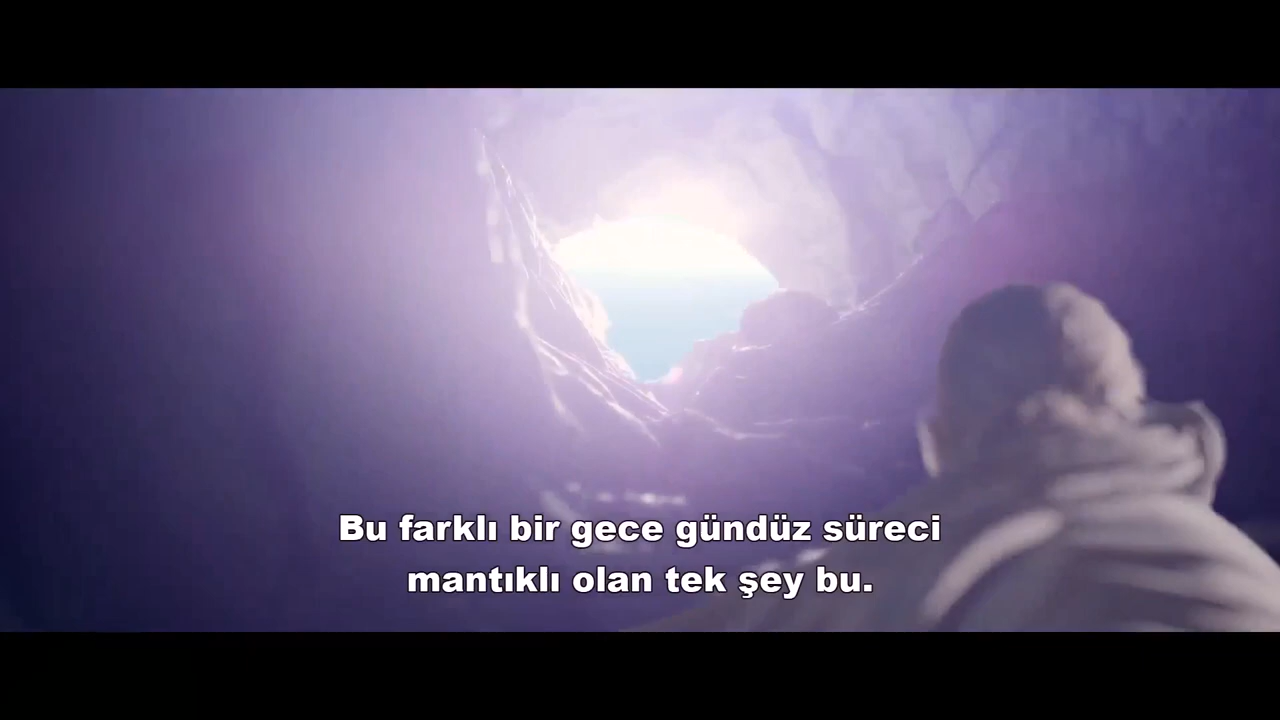 Bu farklı bir gece gündüz süreci
mantıklı olan tek şey bu.